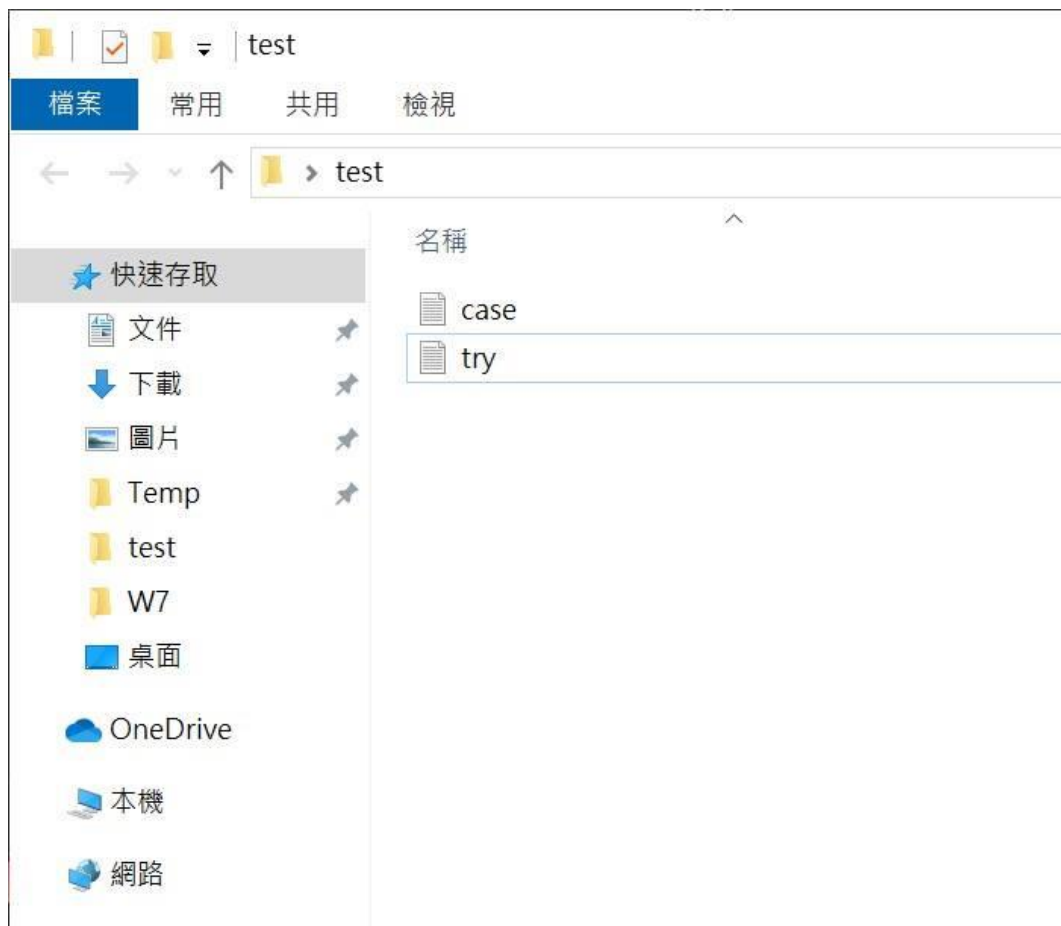 test
檔案 常用 共用 檢視
test
名稱
快速存取
文件
下載
圖片
Temp
test
W7
桌面
OneDrive
本機
網路
case
try